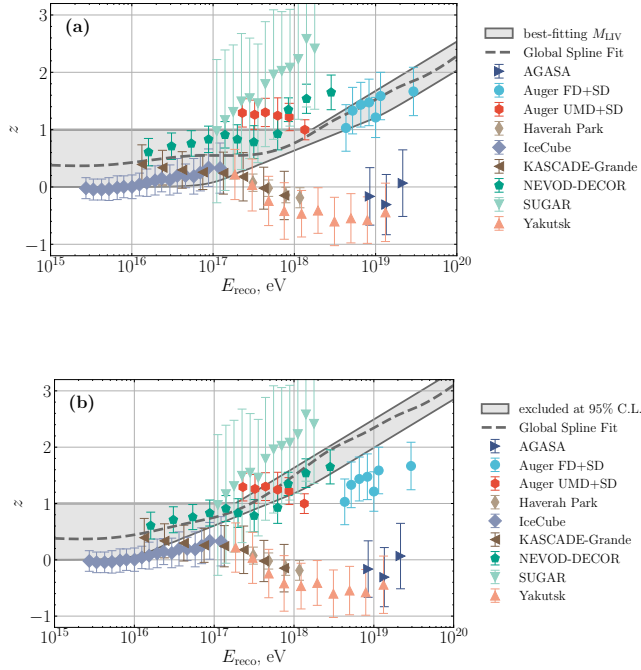 (a)
3
2
1
0
−1
z
10^15
10^16
10^17
10^18
10^19
10^20
E_reco, eV
best-fitting M_LIV
Global Spline Fit
AGASA
Auger FD+SD
Auger UMD+SD
Haverah Park
IceCube
KASCADE-Grande
NEVOD-DECOR
SUGAR
Yakutsk
(b)
3
2
1
0
−1
z
10^15
10^16
10^17
10^18
10^19
10^20
E_reco, eV
excluded at 95% C.L.
Global Spline Fit
AGASA
Auger FD+SD
Auger UMD+SD
Haverah Park
IceCube
KASCADE-Grande
NEVOD-DECOR
SUGAR
Yakutsk